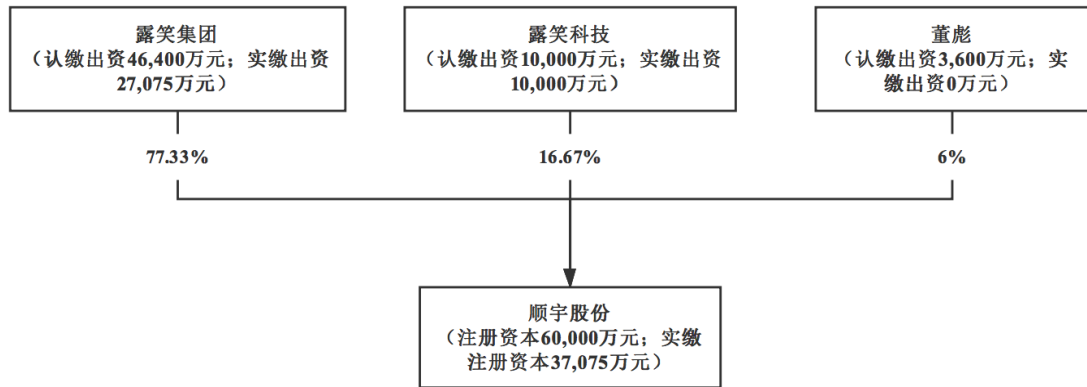 露笑集团
（认缴出资46,400万元；实缴出资
27,075万元）
露笑科技
（认缴出资10,000万元；实缴出资
10,000万元）
董彪
（认缴出资3,600万元；实
缴出资0万元）
77.33%
16.67%
6%
顺宇股份
（注册资本60,000万元；实缴
注册资本37,075万元）